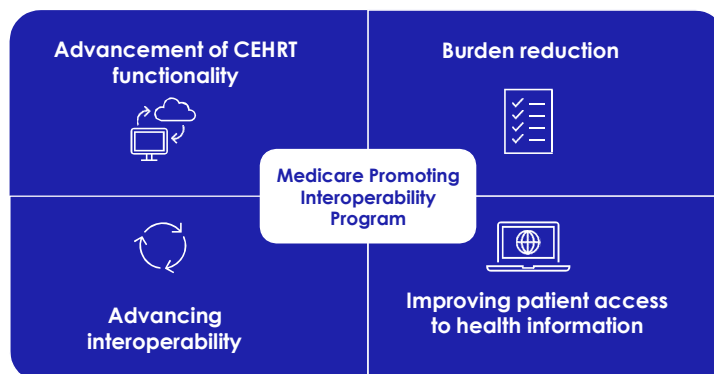 Advancement of CEHRT
functionality
Burden reduction
Medicare Promoting
Interoperability
Program
Advancing
interoperability
Improving patient access
to health information